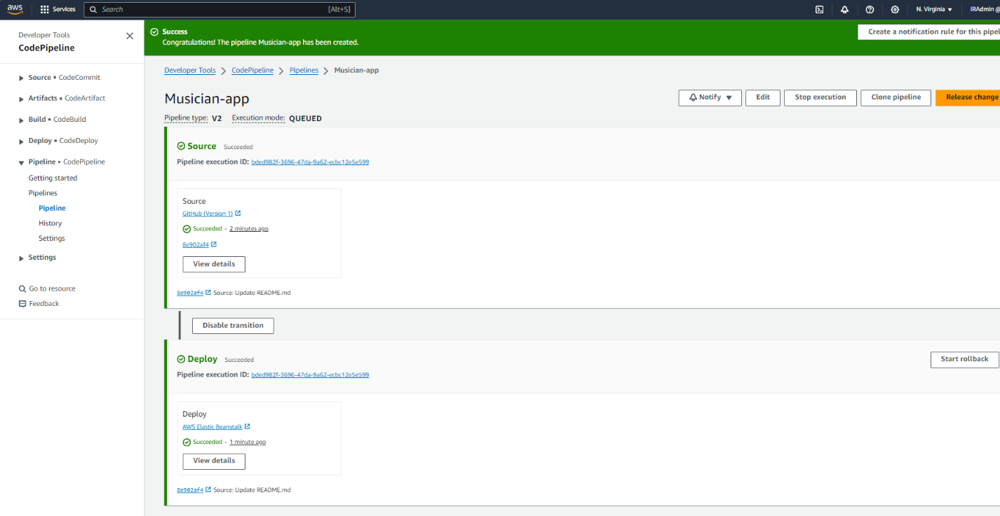 aws
Services
Search
[Alt+S]
N. Virginia
IRAdmin @
Developer Tools
CodePipeline
Source • CodeCommit
Artifacts • CodeArtifact
Build • CodeBuild
Deploy • CodeDeploy
Pipeline • CodePipeline
Getting started
Pipelines
Pipeline
History
Settings
Settings
Go to resource
Feedback
Success
Congratulations! The pipeline Musician-app has been created.
Create a notification rule for this pipel
Developer Tools
CodePipeline
Pipelines
Musician-app
Musician-app
Notify
Edit
Stop execution
Clone pipeline
Release change
Pipeline type: V2 Execution mode: QUEUED
Source Succeeded
Pipeline execution ID: bded982f-3696-47da-9a62-ecbc12e5e599
Source
GitHub (Version 1)
Succeeded - 2 minutes ago
8e902af4
View details
8e902af4 Source: Update README.md
Disable transition
Deploy Succeeded
Start rollback
Pipeline execution ID: bded982f-3696-47da-9a62-ecbc12e5e599
Deploy
AWS Elastic Beanstalk
Succeeded - 1 minute ago
View details
8e902af4 Source: Update README.md